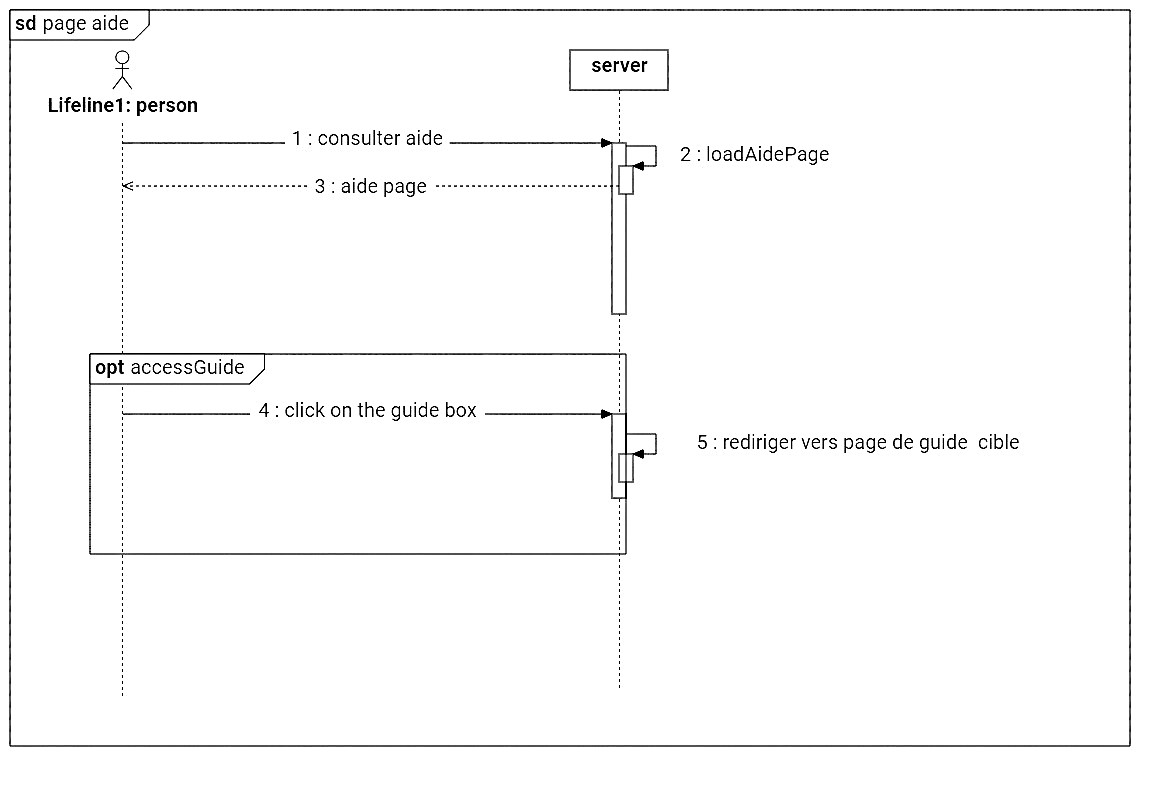 sd page aide
server
Lifeline1: person
1 : consulter aide
2 : loadAidePage
3 : aide page
opt accessGuide
4 : click on the guide box
5 : rediriger vers page de guide  cible